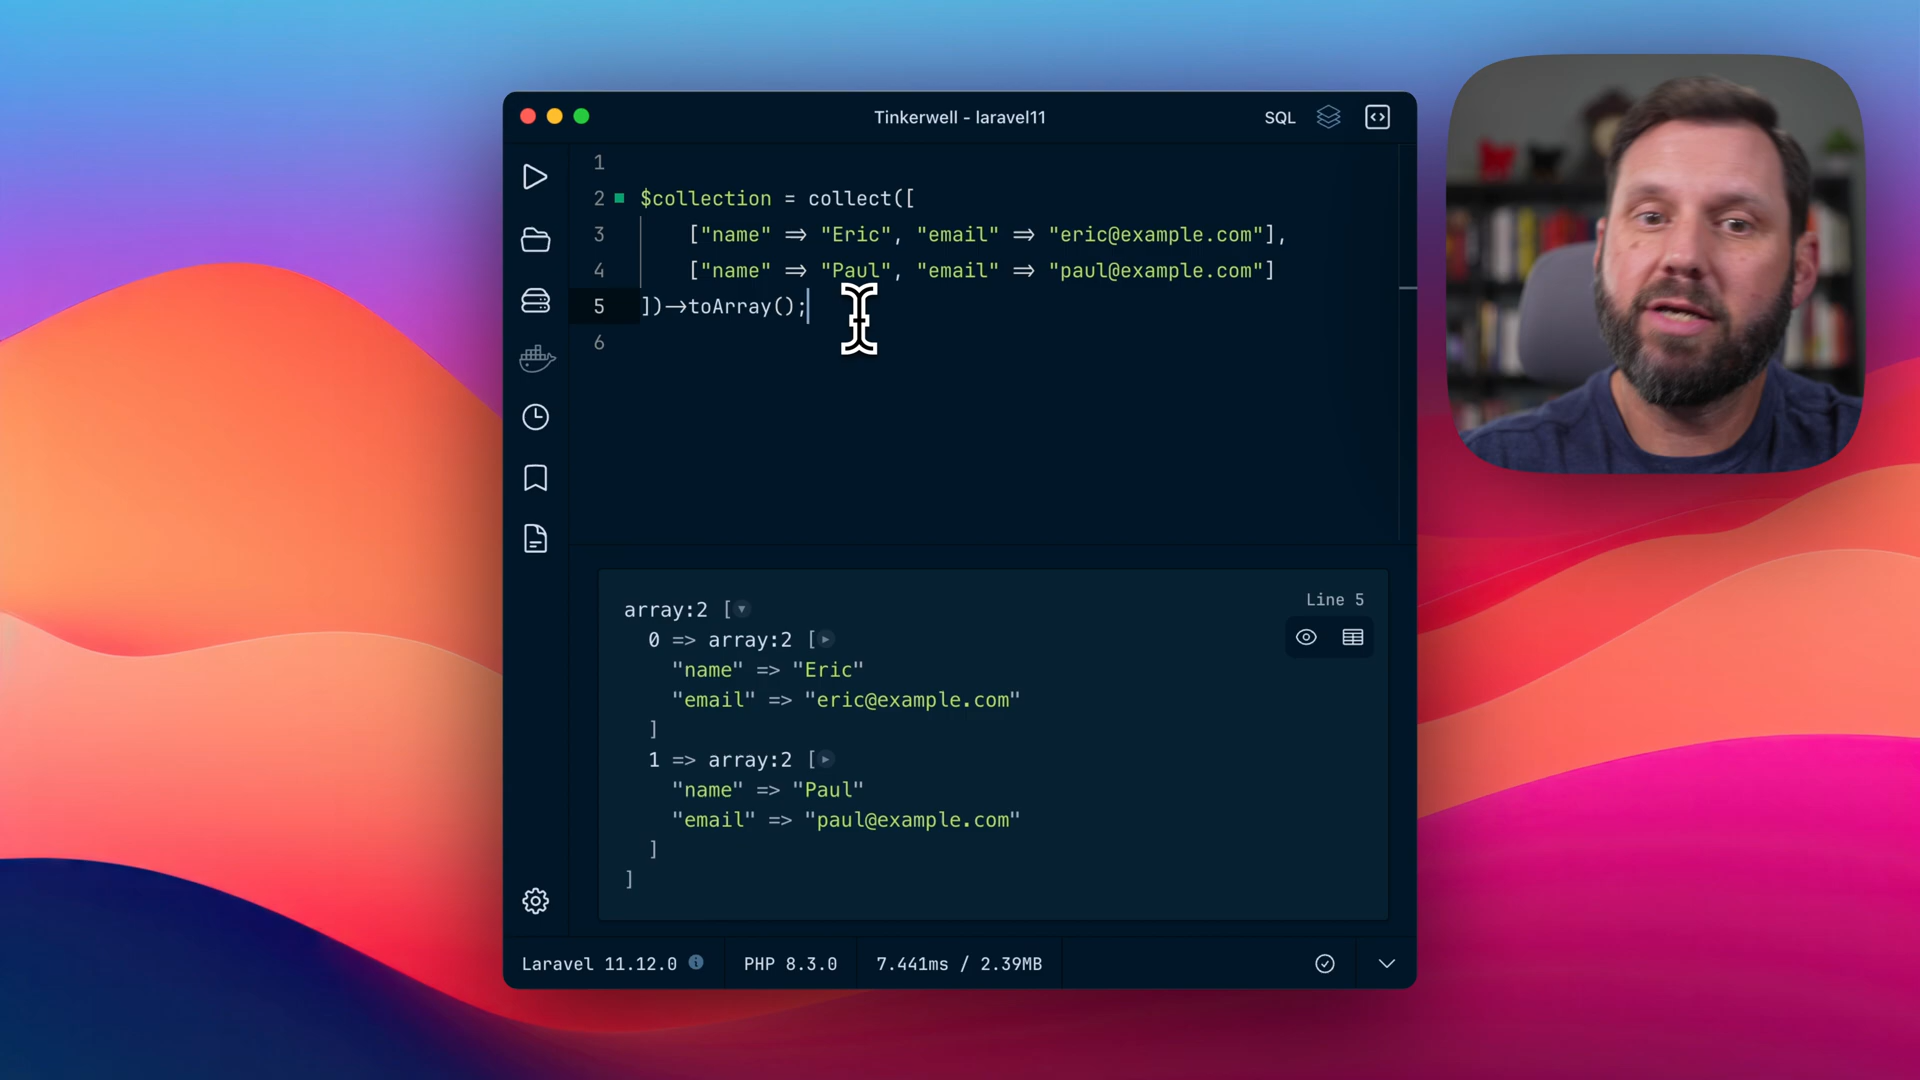 Tinkerwell - laravel11
SQL
1
2 $collection = collect([
3 ["name" => "Eric", "email" => "eric@example.com"],
4 ["name" => "Paul", "email" => "paul@example.com"]
5 ])->toArray();
6
Line 5
array:2 [
0 => array:2 [
"name" => "Eric"
"email" => "eric@example.com"
]
1 => array:2 [
"name" => "Paul"
"email" => "paul@example.com"
]
]
Laravel 11.12.0 PHP 8.3.0 7.441ms / 2.39MB